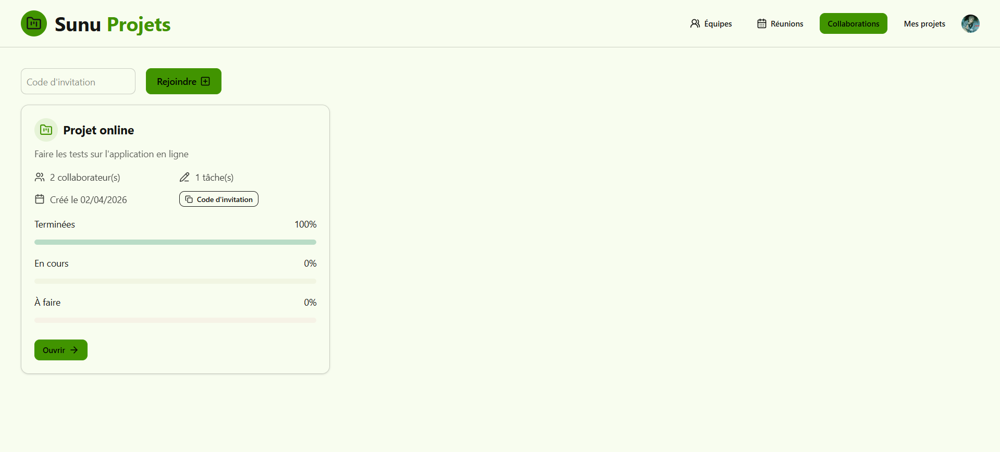 Sunu Projets
Équipes
Réunions
Collaborations
Mes projets
Code d'invitation
Rejoindre
Projet online
Faire les tests sur l'application en ligne
2 collaborateur(s)
1 tâche(s)
Créé le 02/04/2026
Code d'invitation
Terminées
100%
En cours
0%
À faire
0%
Ouvrir